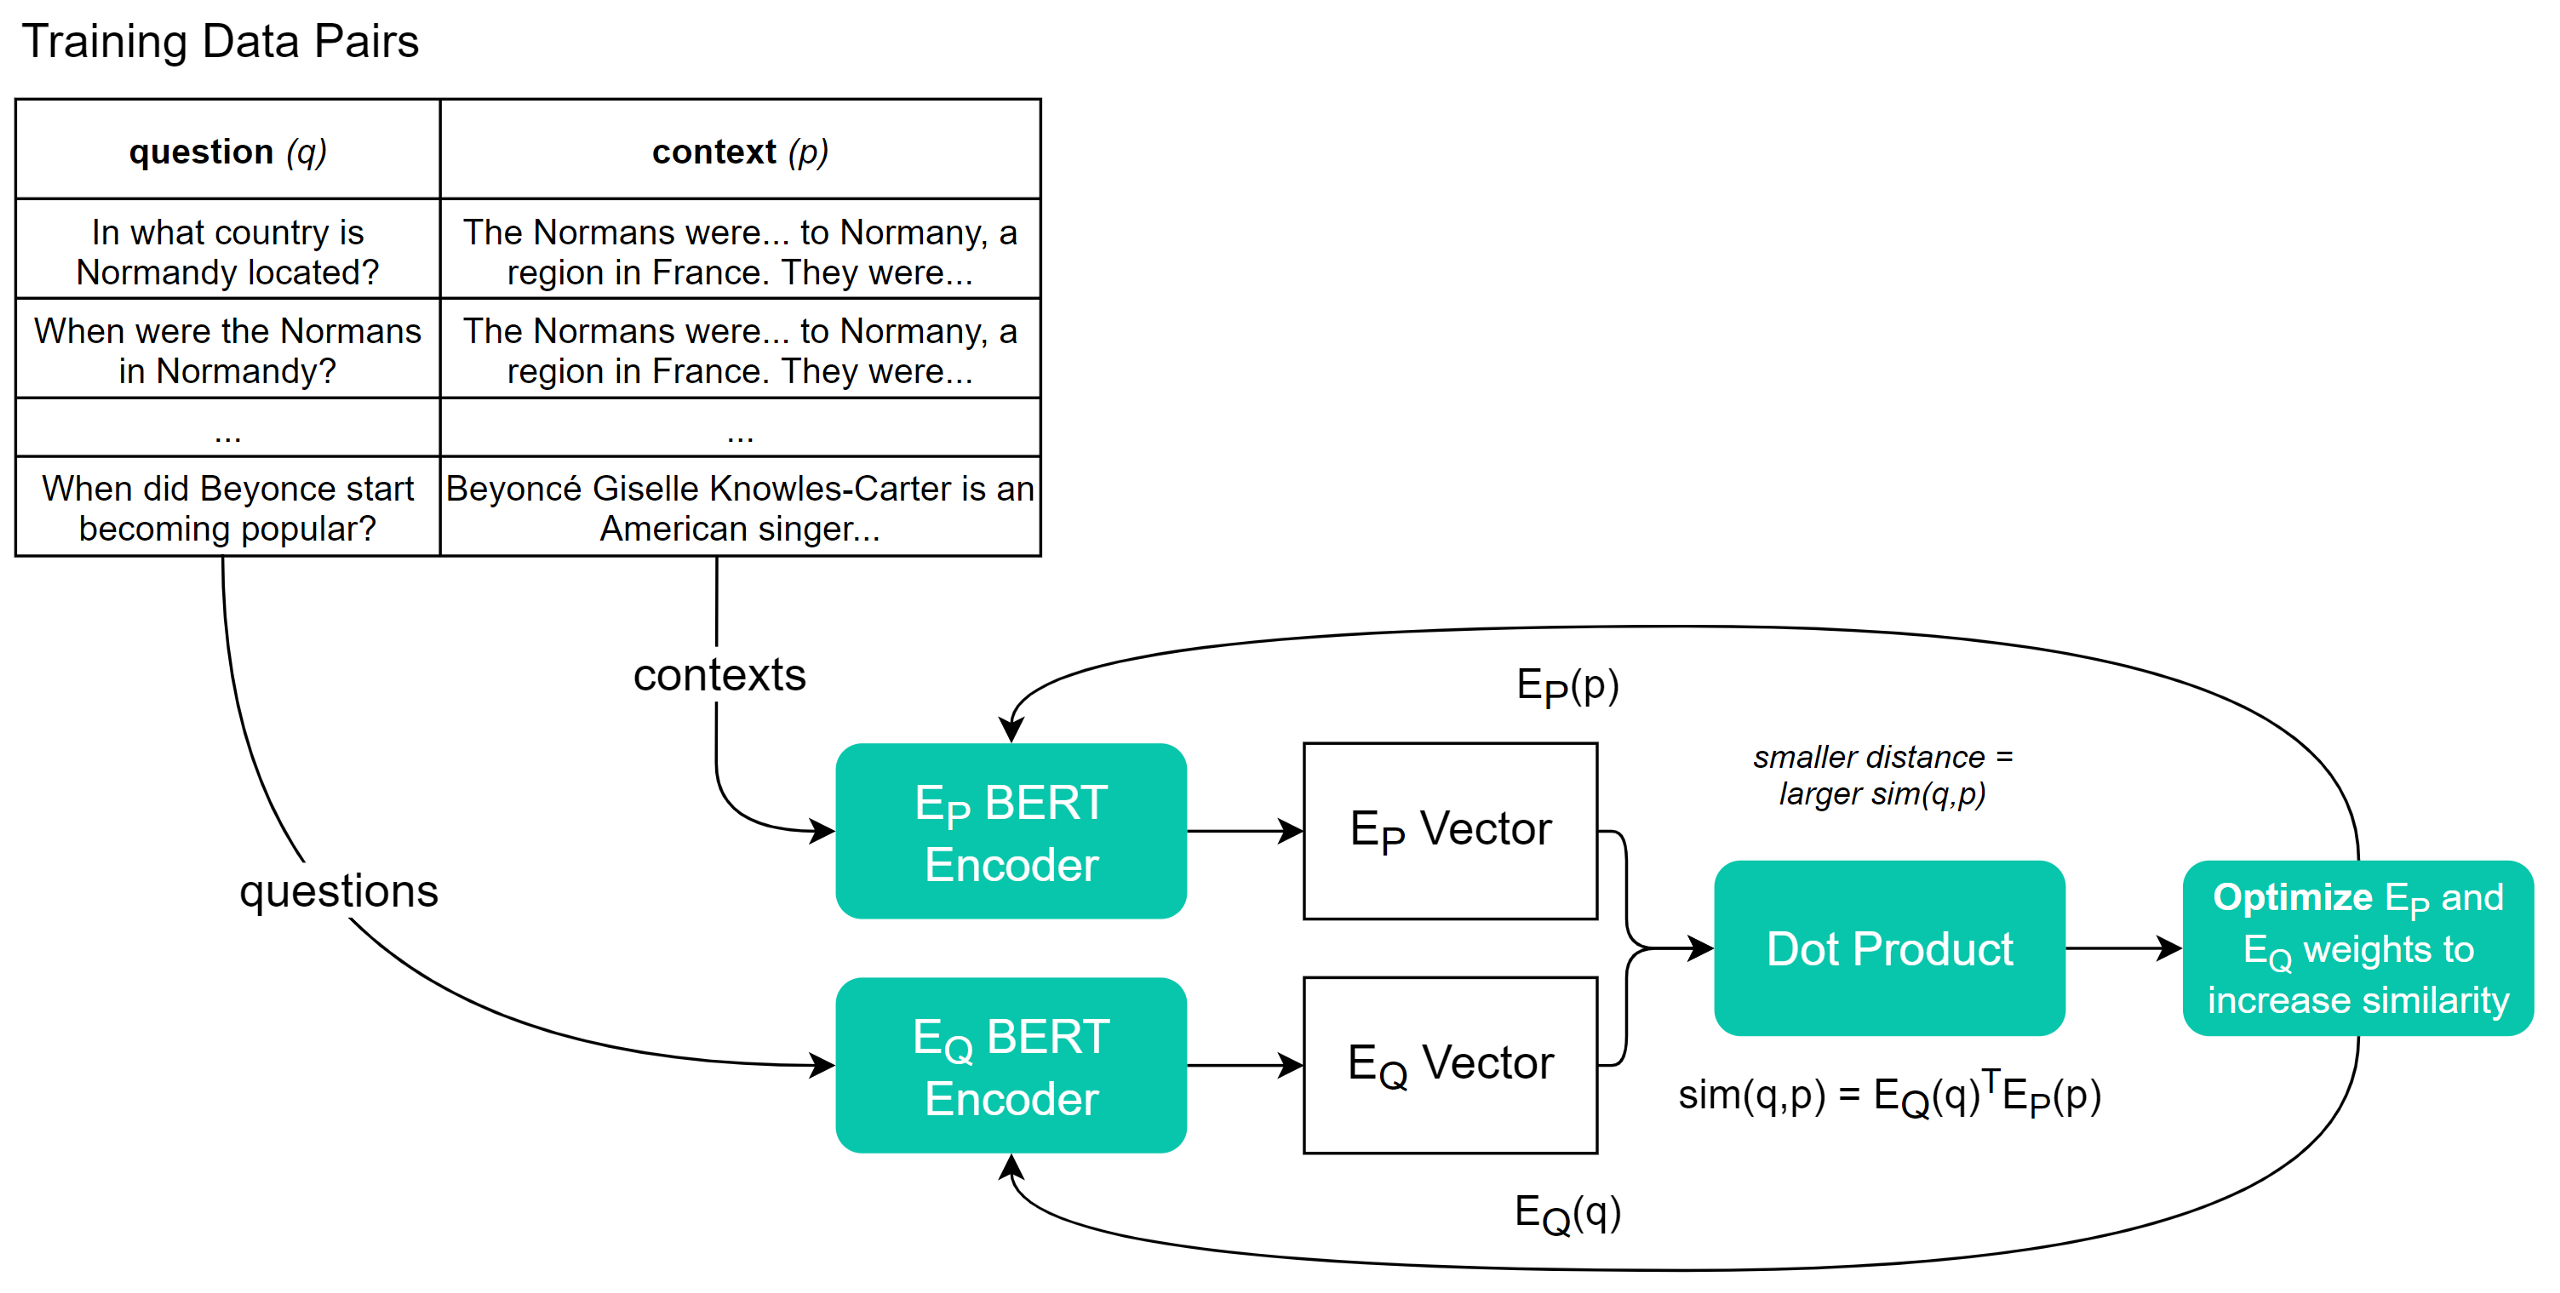 Training Data Pairs
question (q)
context (p)
In what country is
Normandy located?
The Normans were... to Normany, a
region in France. They were...
When were the Normans
in Normandy?
The Normans were... to Normany, a
region in France. They were...
...
...
When did Beyonce start
becoming popular?
Beyoncé Giselle Knowles-Carter is an
American singer...
contexts
questions
E_P(p)
E_P BERT
Encoder
E_P Vector
smaller distance =
larger sim(q,p)
E_Q BERT
Encoder
E_Q Vector
Dot Product
sim(q,p) = E_Q(q)^T E_P(p)
Optimize E_P and
E_Q weights to
increase similarity
E_Q(q)